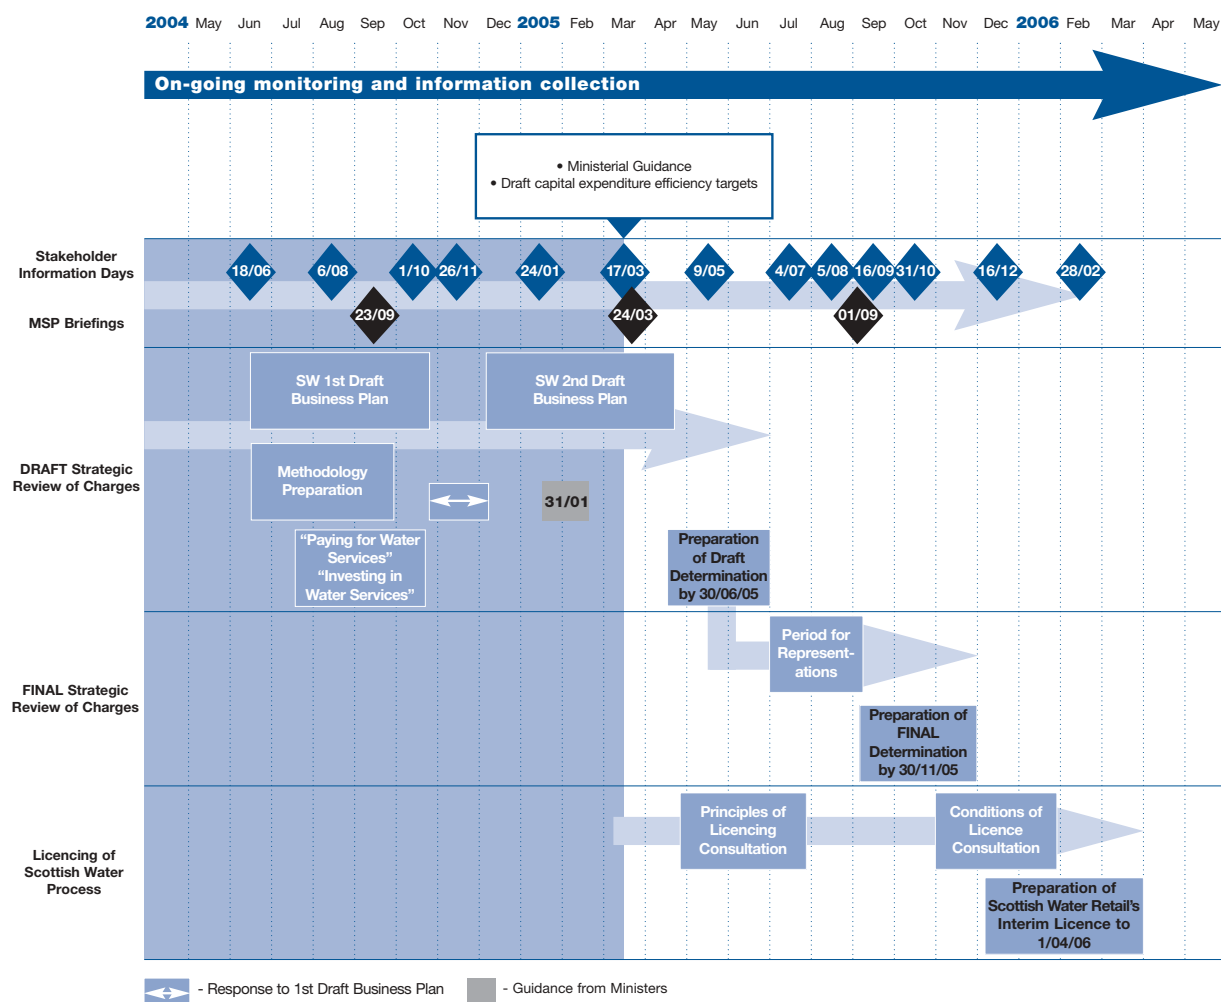 2004 May Jun Jul Aug Sep Oct Nov Dec 2005 Feb Mar Apr May Jun Jul Aug Sep Oct Nov Dec 2006 Feb Mar Apr May
On-going monitoring and information collection
• Ministerial Guidance
• Draft capital expenditure efficiency targets
Stakeholder
Information Days
18/06 6/08 1/10 26/11 24/01 17/03 9/05 4/07 5/08 16/09 31/10 16/12 28/02
MSP Briefings
23/09 24/03 01/09
SW 1st Draft
Business Plan
SW 2nd Draft
Business Plan
DRAFT Strategic
Review of Charges
Methodology
Preparation
31/01
“Paying for Water
Services”
“Investing in
Water Services”
Preparation
of Draft
Determination
by 30/06/05
FINAL Strategic
Review of Charges
Period for
Represent-
ations
Preparation of
FINAL
Determination
by 30/11/05
Licencing of
Scottish Water
Process
Principles of
Licencing
Consultation
Conditions of
Licence
Consultation
Preparation of
Scottish Water Retail's
Interim Licence to
1/04/06
- Response to 1st Draft Business Plan
- Guidance from Ministers